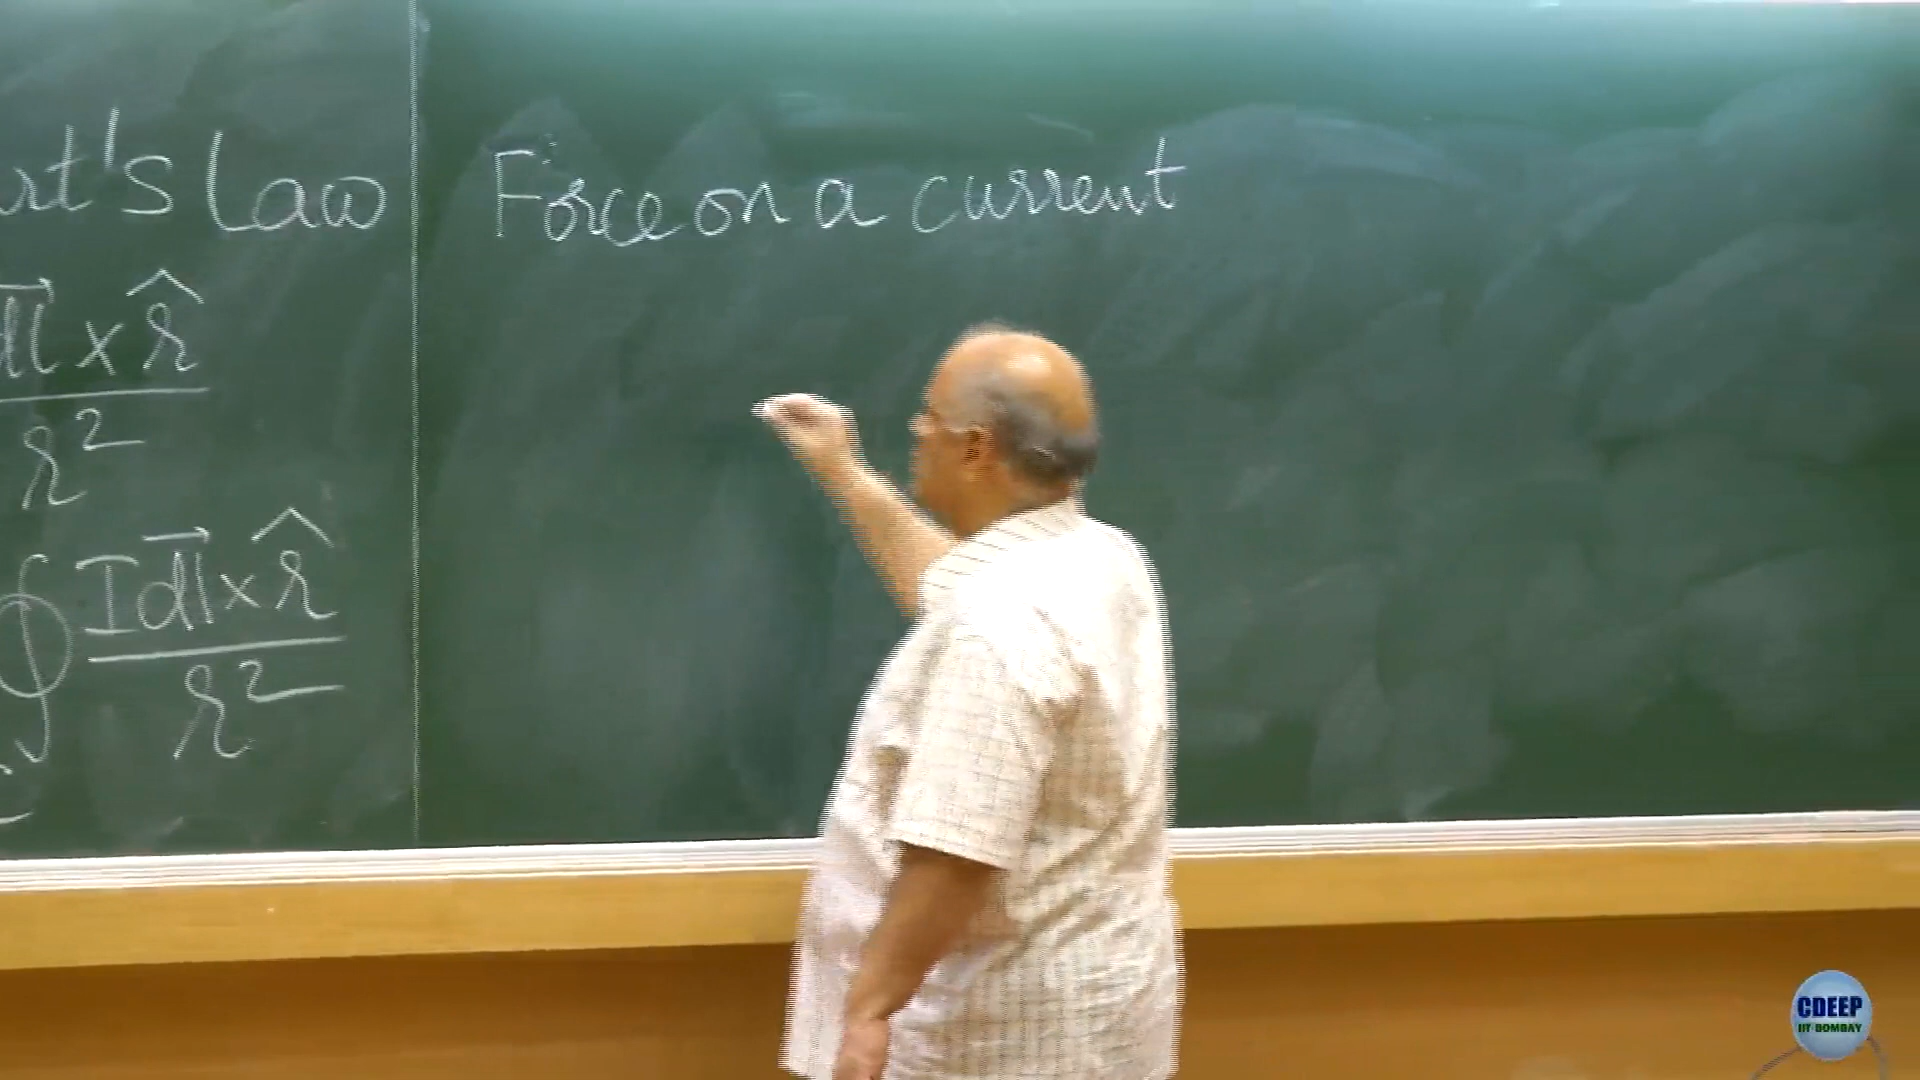 's Law
dl × r̂
r²
∮ I dl × r̂
r²
Force on a current
CDEEP
IIT BOMBAY